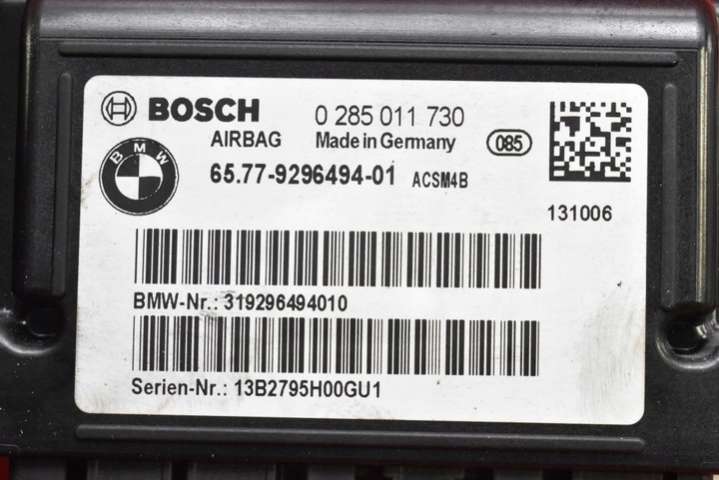 BOSCH 0 285 011 730
AIRBAG Made in Germany 085
BMW
65.77-9296494-01 ACSM4B
131006
BMW-Nr.: 319296494010
Serien-Nr.: 13B2795H00GU1